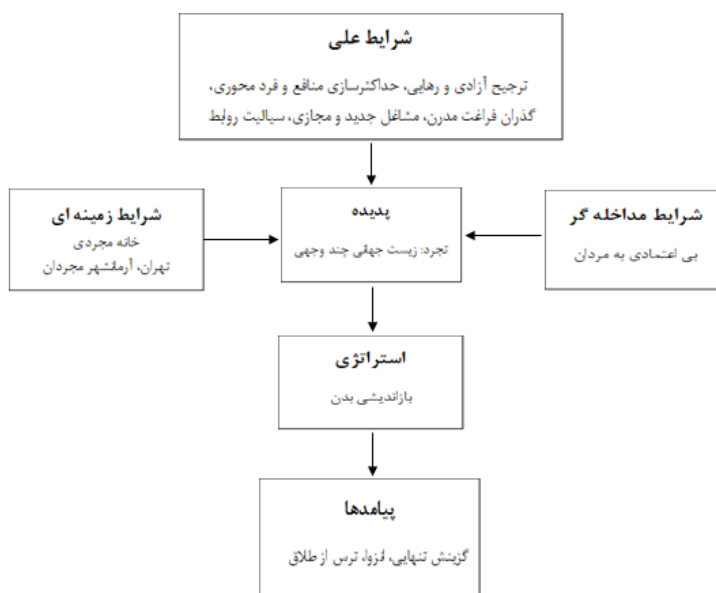 شرایط علی
ترجیح آزادی و رهایی، حداکثرسازی منافع و فرد محوری،
گذران فراغت مدرن، مشاغل جدید و مجازی، سیالیت روابط
شرایط مداخله گر
بی اعتمادی به مردان
پدیده
تجرد: زیست جهانی چند وجهی
شرایط زمینه ای
خانه مجردی
تهران، آرمانشهر مجردان
استراتژی
بازاندیشی بدن
پیامدها
گزینش تنهایی، انزوا، ترس از طلاق